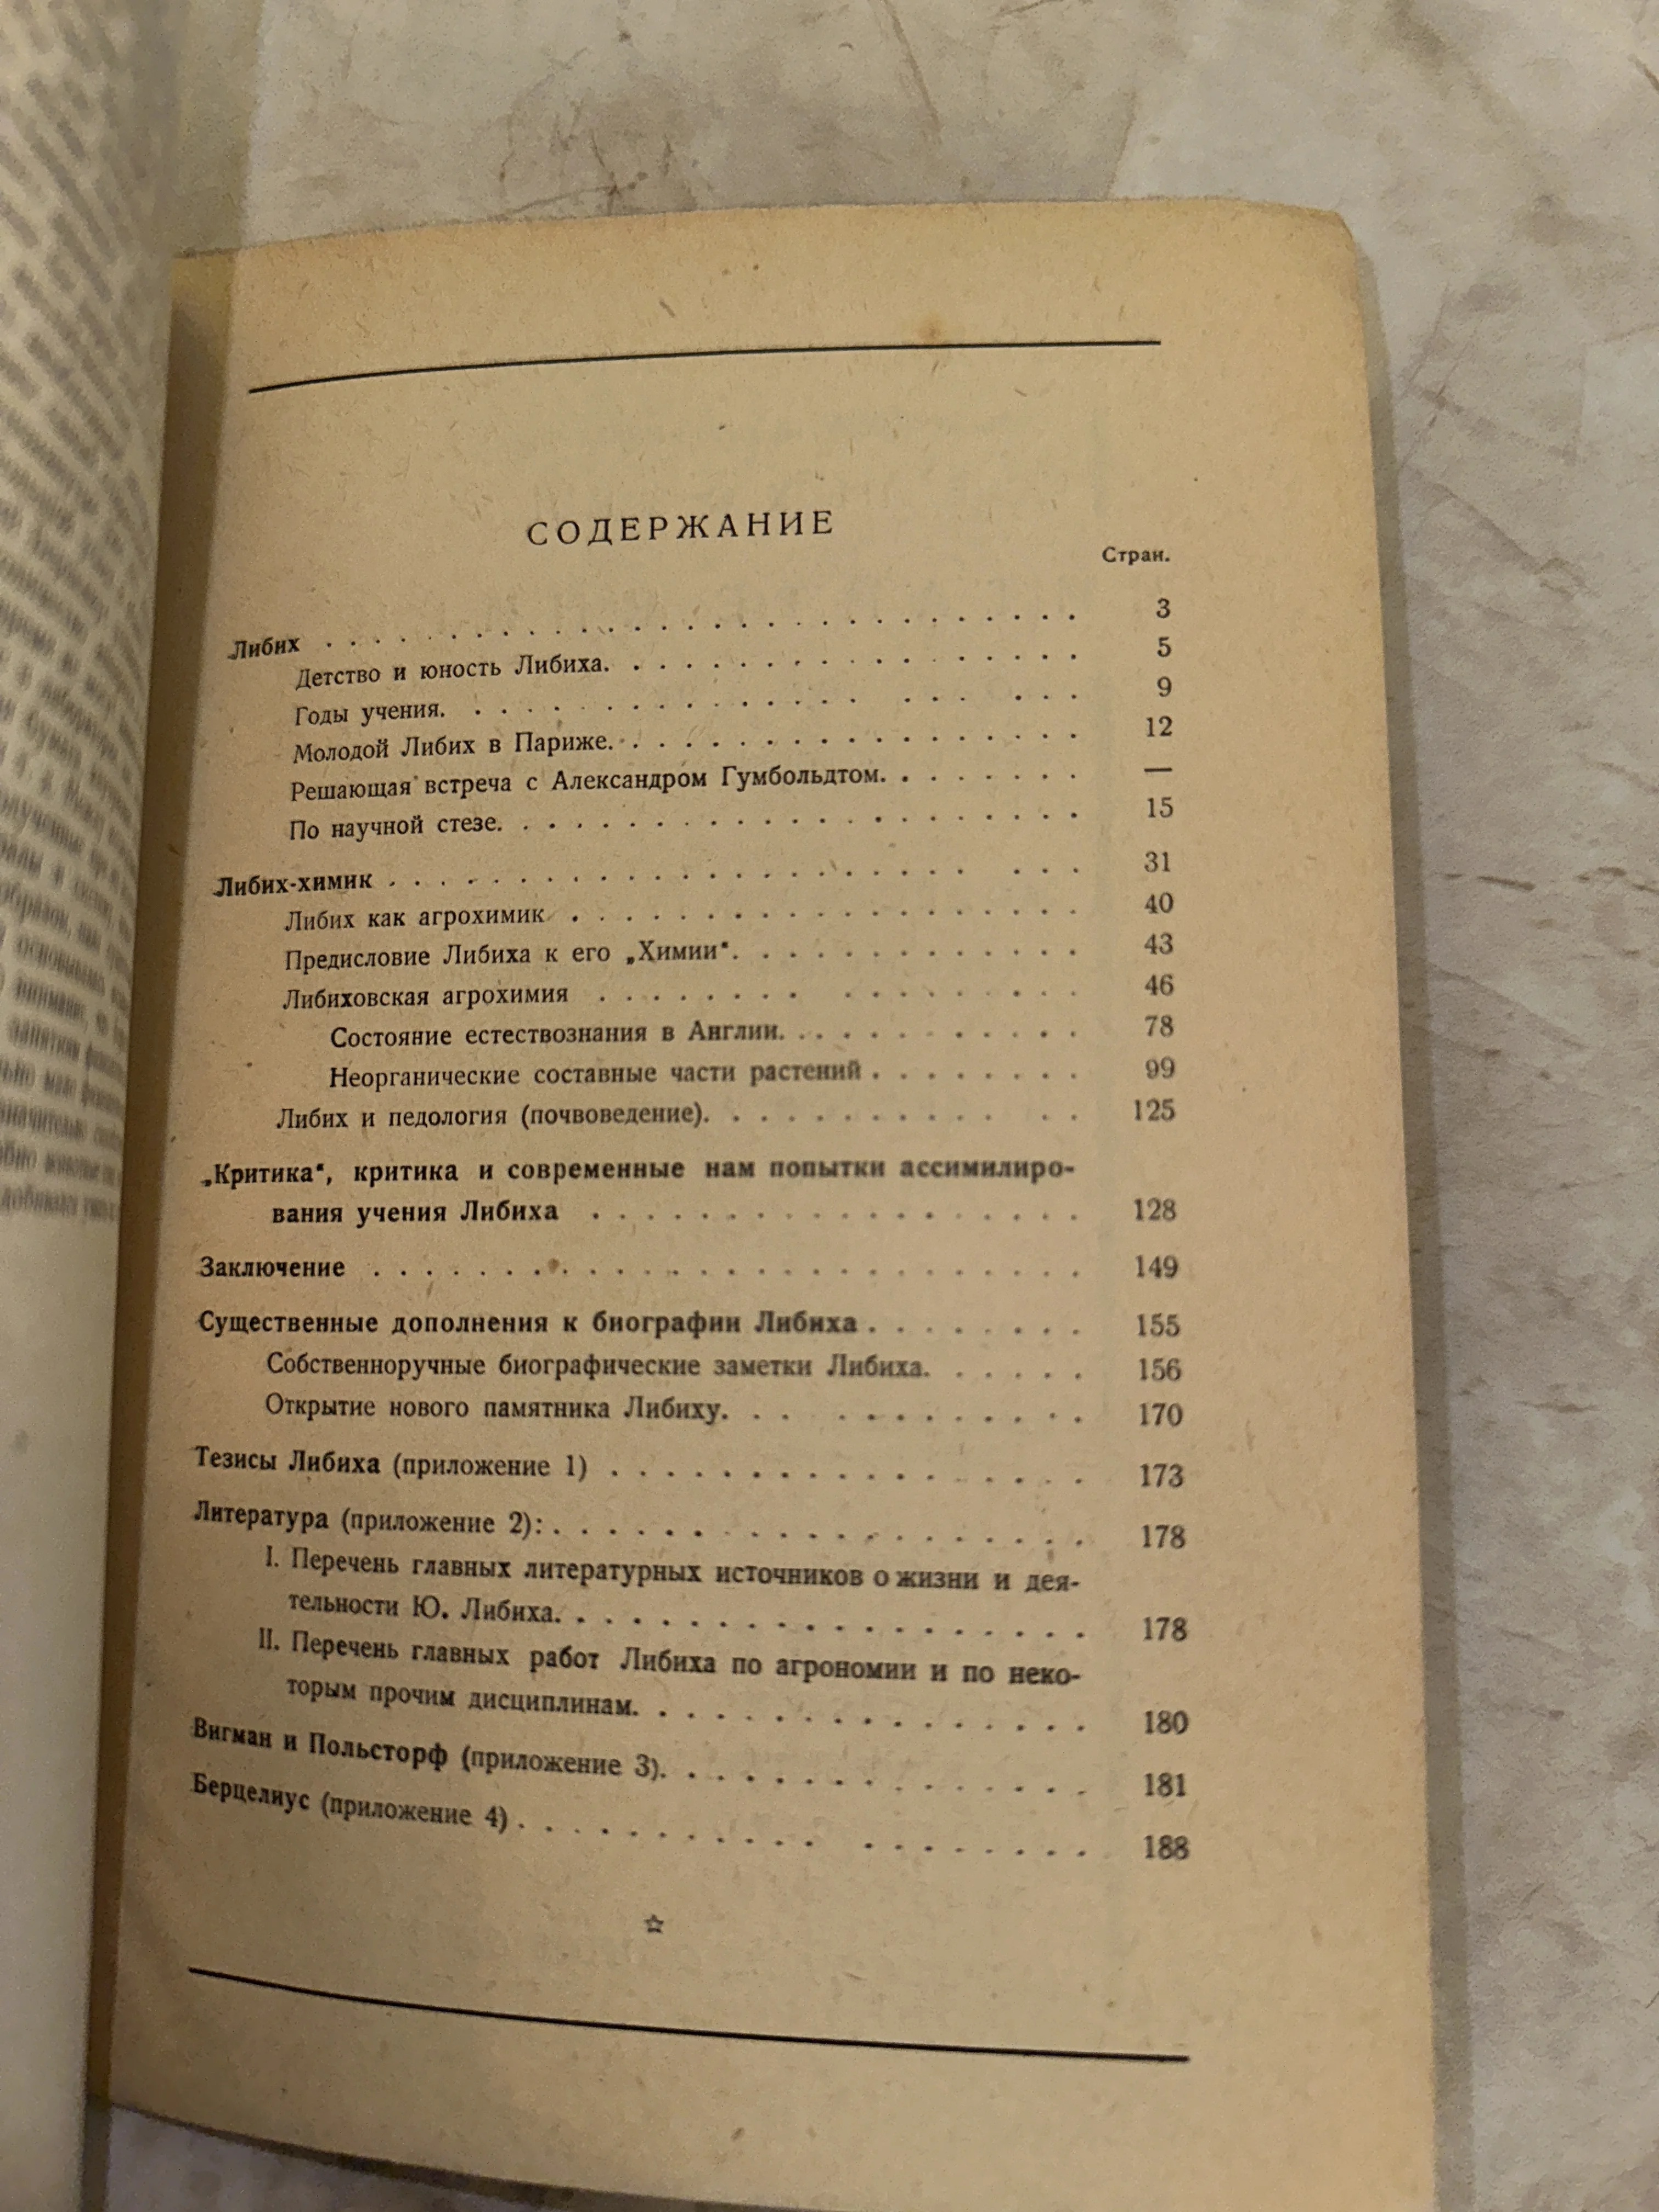 СОДЕРЖАНИЕ
Стран.
Либих . . . . . . . . . . . . . . . . . . . . . . . . . . . . . 3
Детство и юность Либиха. . . . . . . . . . . . . . . . . . . 5
Годы учения. . . . . . . . . . . . . . . . . . . . . . . 9
Молодой Либих в Париже. . . . . . . . . . . . . . . . . . . 12
Решающая встреча с Александром Гумбольдтом. . . . . . . . . —
По научной стезе. . . . . . . . . . . . . . . . . . . . . . . 15
Либих-химик . . . . . . . . . . . . . . . . . . . . . . . . . . 31
Либих как агрохимик . . . . . . . . . . . . . . . . . . . . 40
Предисловие Либиха к его „Химии“. . . . . . . . . . . . . . 43
Либиховская агрохимия . . . . . . . . . . . . . . . . . 46
Состояние естествознания в Англии. . . . . . . . . . . . 78
Неорганические составные части растений . . . . . . . . 99
Либих и педология (почвоведение). . . . . . . . . . . . . 125
„Критика“, критика и современные нам попытки ассимилиро-
вания учения Либиха . . . . . . . . . . . . . . . . . . . 128
Заключение . . . . . . . . . . . . . . . . . . . . . . . . . . . 149
Существенные дополнения к биографии Либиха . . . . . . . . 155
Собственноручные биографические заметки Либиха. . . . . . 156
Открытие нового памятника Либиху. . . . . . . . . . . . . 170
Тезисы Либиха (приложение 1) . . . . . . . . . . . . . . . . . 173
Литература (приложение 2): . . . . . . . . . . . . . . . . . . . 178
I. Перечень главных литературных источников о жизни и дея-
тельности Ю. Либиха. . . . . . . . . . . . . . . . . . . 178
II. Перечень главных работ Либиха по агрономии и по неко-
торым прочим дисциплинам. . . . . . . . . . . . . . . . 180
Вигман и Польсторф (приложение 3). . . . . . . . . . . . . . . 181
Берцелиус (приложение 4) . . . . . . . . . . . . . . . . . . . . 188